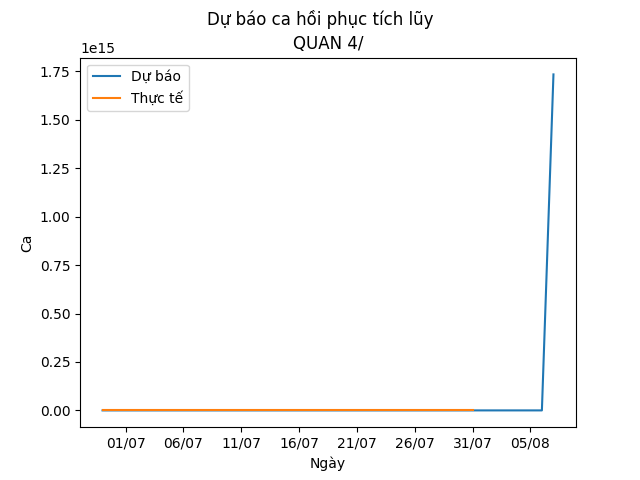 Dự báo ca hồi phục tích lũy
QUAN 4/
1e15
Dự báo
Thực tế
1.75
1.50
1.25
1.00
0.75
0.50
0.25
0.00
Ca
01/07 06/07 11/07 16/07 21/07 26/07 31/07 05/08
Ngày